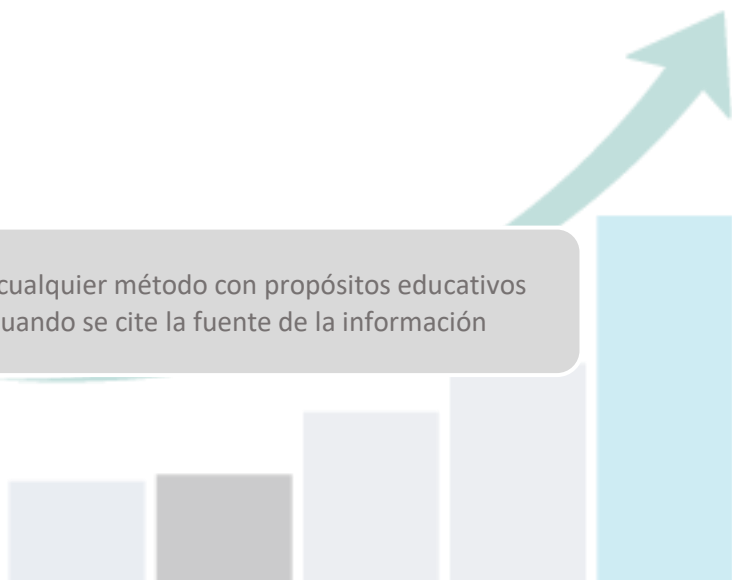 cualquier método con propósitos educativos
uando se cite la fuente de la información